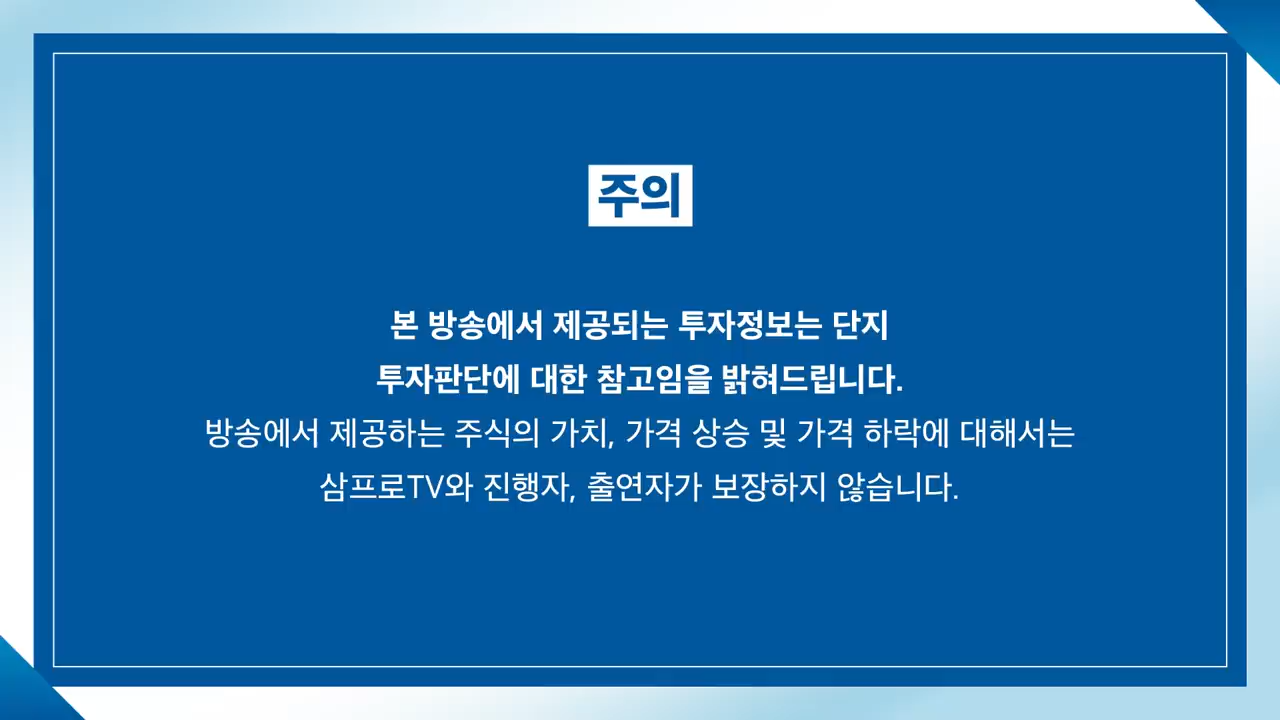 주의
본 방송에서 제공되는 투자정보는 단지
투자판단에 대한 참고임을 밝혀드립니다.
방송에서 제공하는 주식의 가치, 가격 상승 및 가격 하락에 대해서는
삼프로TV와 진행자, 출연자가 보장하지 않습니다.